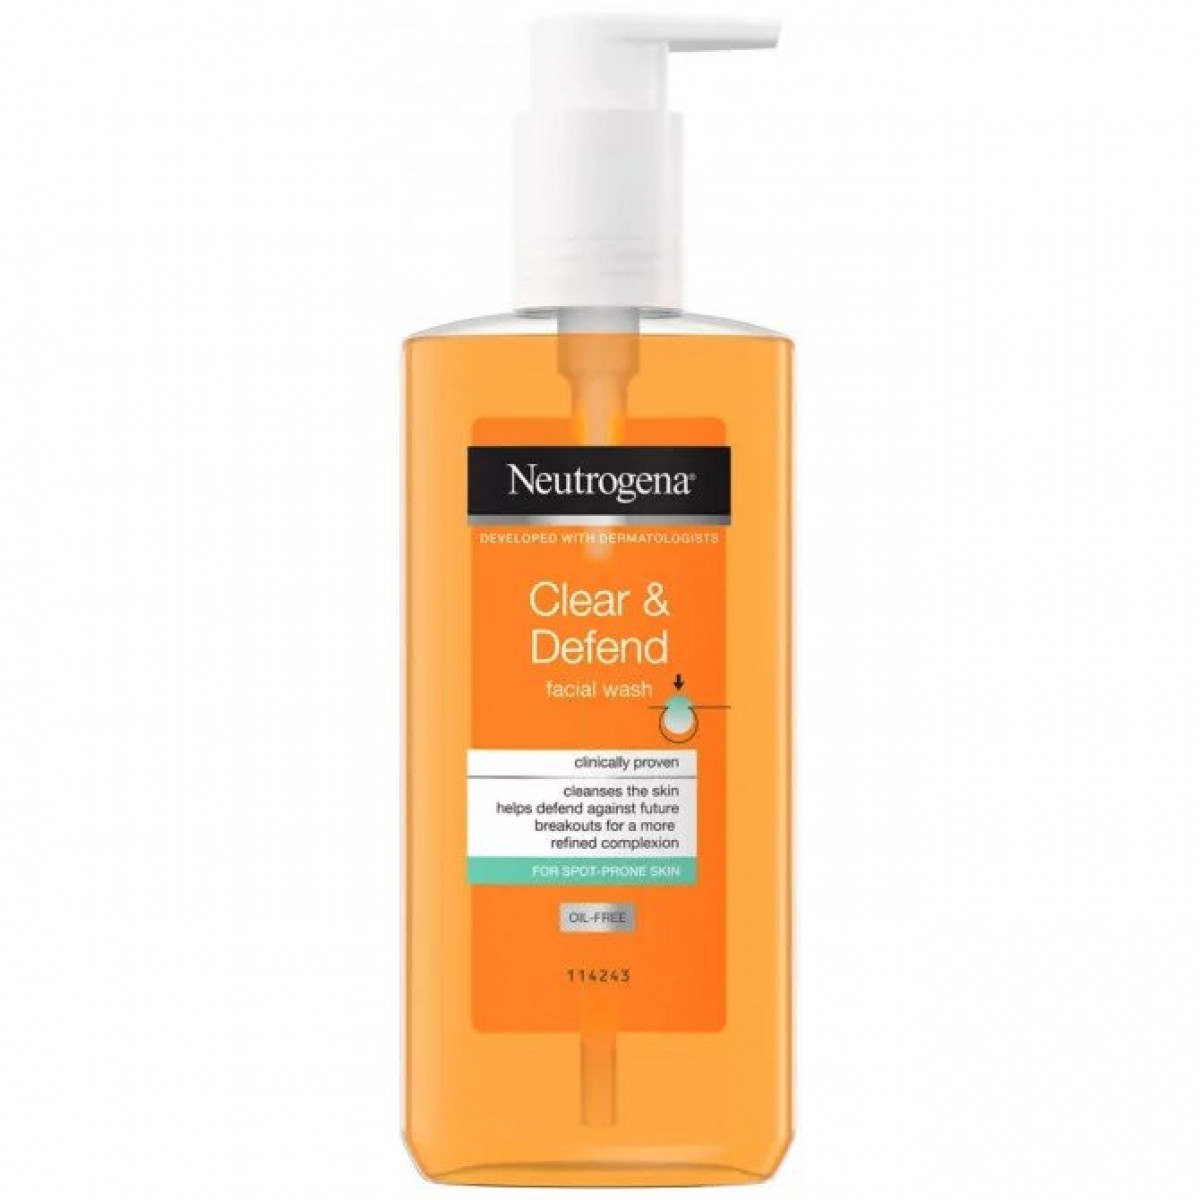 Neutrogena®
DEVELOPED WITH DERMATOLOGISTS
Clear &
Defend
facial wash
clinically proven
cleanses the skin
helps defend against future
breakouts for a more
refined complexion
FOR SPOT-PRONE SKIN
OIL-FREE
114243